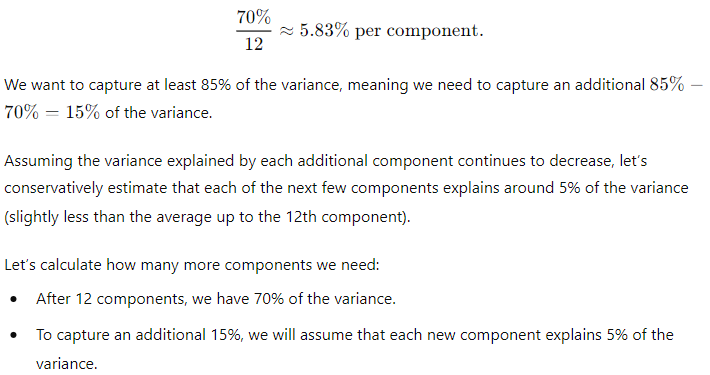 70%
12
≈ 5.83% per component.
We want to capture at least 85% of the variance, meaning we need to capture an additional 85% −
70% = 15% of the variance.
Assuming the variance explained by each additional component continues to decrease, let's
conservatively estimate that each of the next few components explains around 5% of the variance
(slightly less than the average up to the 12th component).
Let's calculate how many more components we need:
• After 12 components, we have 70% of the variance.
• To capture an additional 15%, we will assume that each new component explains 5% of the
variance.